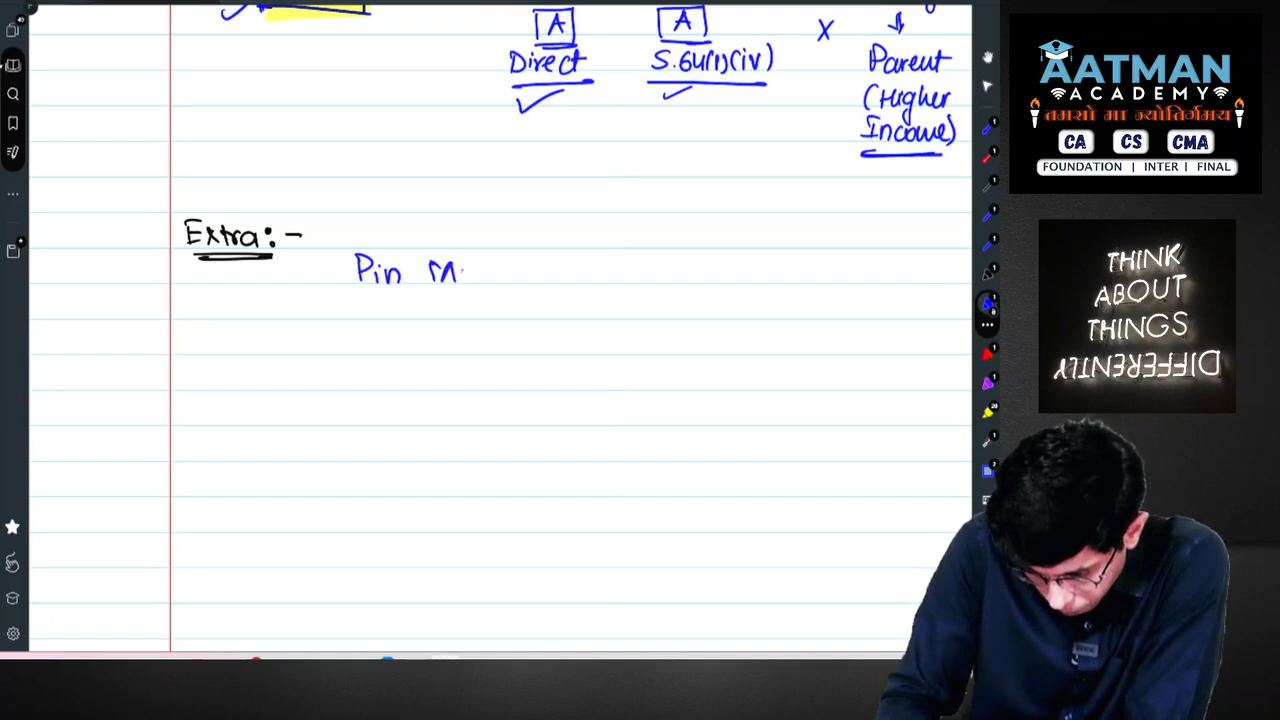 A
A
X
Direct
S.64(1)(iv)
Parent
(Higher
Income)
Extra:-
Pin M
AATMAN
ACADEMY
तमसो मा ज्योतिर्गमय
CA CS CMA
FOUNDATION | INTER | FINAL
THINK
ABOUT
THINGS
DIFFERENTLY